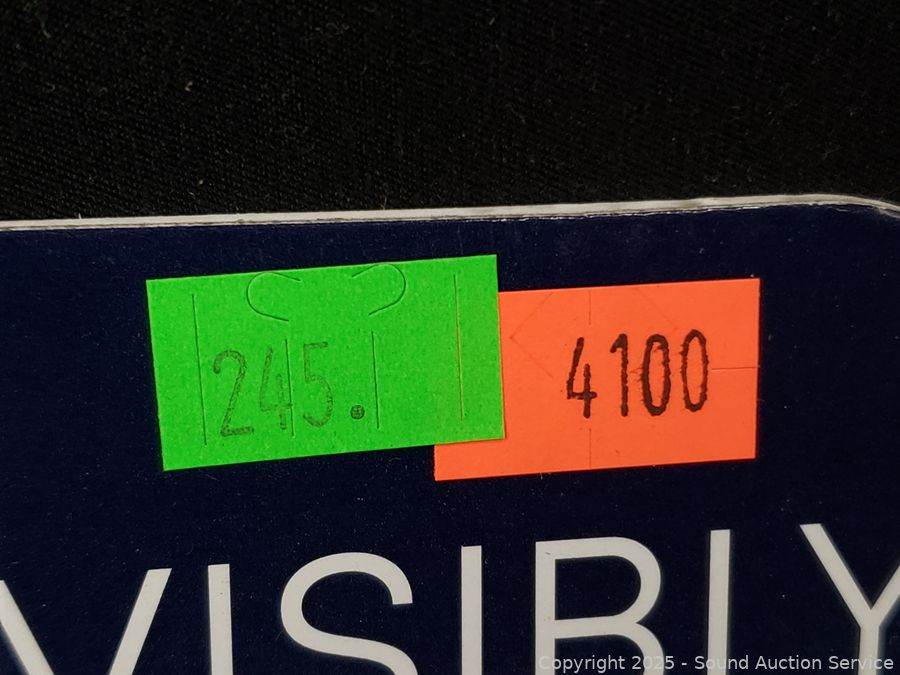 245.
4100
VISIBLY
Copyright 2025 - Sound Auction Service